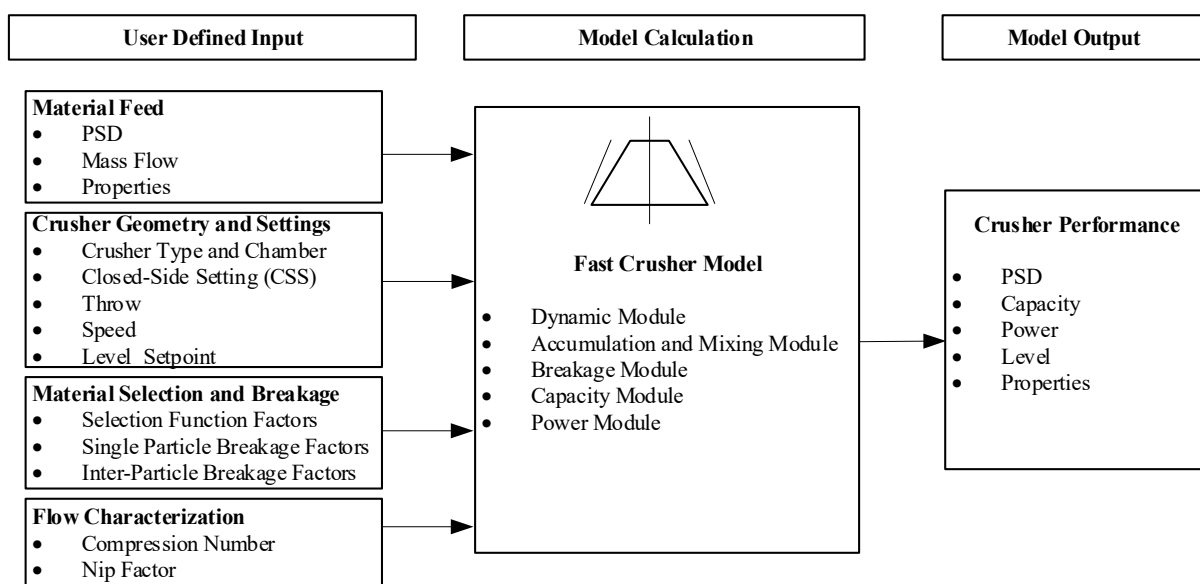 User Defined Input
Model Calculation
Model Output
Material Feed
• PSD
• Mass Flow
• Properties
Crusher Geometry and Settings
• Crusher Type and Chamber
• Closed-Side Setting (CSS)
• Throw
• Speed
• Level Setpoint
Material Selection and Breakage
• Selection Function Factors
• Single Particle Breakage Factors
• Inter-Particle Breakage Factors
Flow Characterization
• Compression Number
• Nip Factor
Fast Crusher Model
• Dynamic Module
• Accumulation and Mixing Module
• Breakage Module
• Capacity Module
• Power Module
Crusher Performance
• PSD
• Capacity
• Power
• Level
• Properties